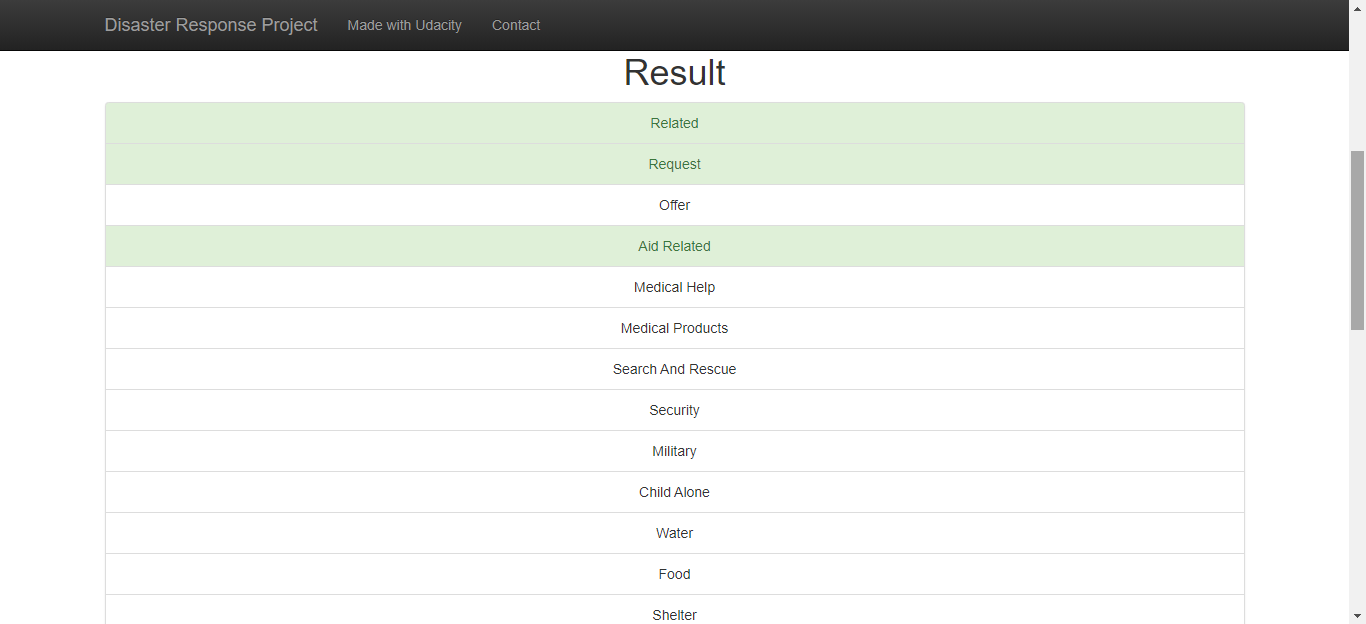 Disaster Response Project Made with Udacity Contact
Result
Related
Request
Offer
Aid Related
Medical Help
Medical Products
Search And Rescue
Security
Military
Child Alone
Water
Food
Shelter